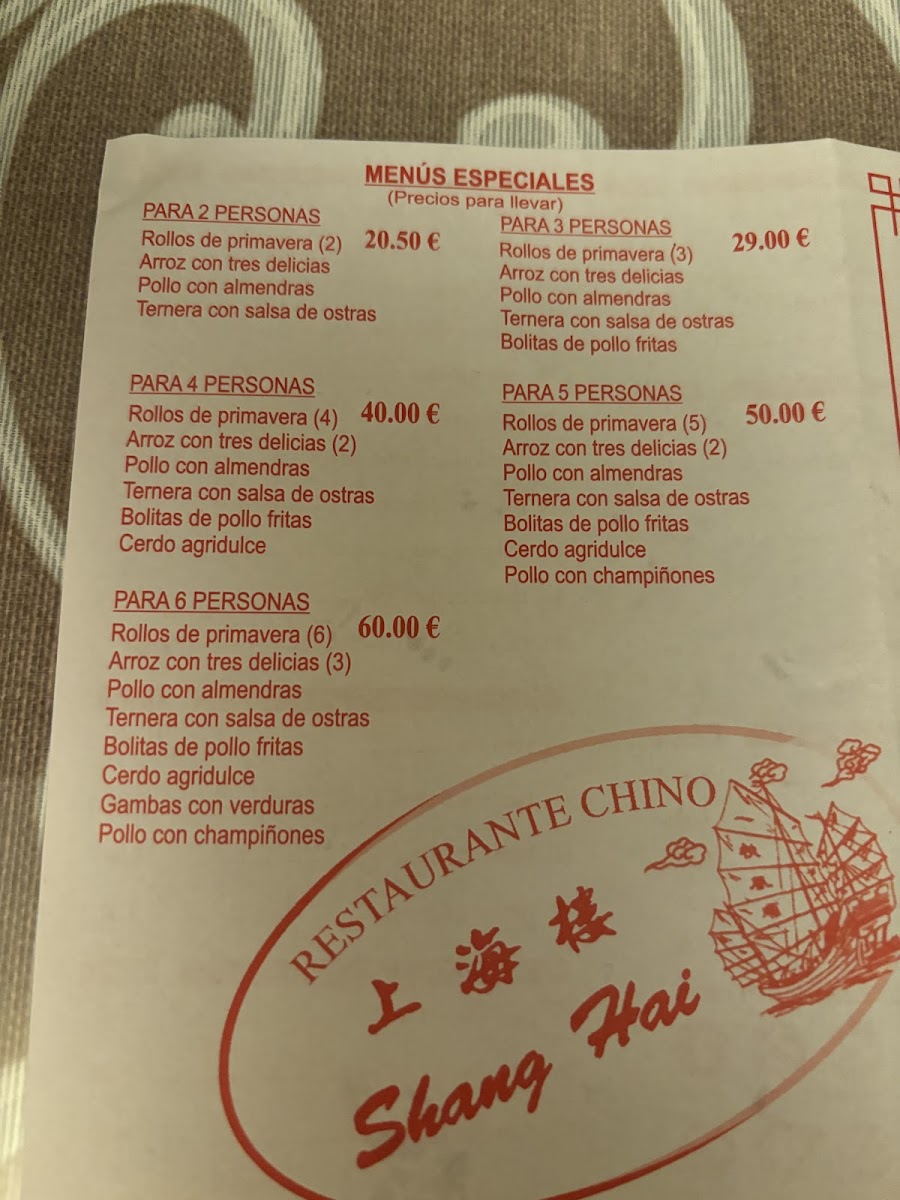 MENÚS ESPECIALES
(Precios para llevar)
PARA 2 PERSONAS
Rollos de primavera (2) 20.50 €
Arroz con tres delicias
Pollo con almendras
Ternera con salsa de ostras
PARA 3 PERSONAS
Rollos de primavera (3) 29.00 €
Arroz con tres delicias
Pollo con almendras
Ternera con salsa de ostras
Bolitas de pollo fritas
PARA 4 PERSONAS
Rollos de primavera (4) 40.00 €
Arroz con tres delicias (2)
Pollo con almendras
Ternera con salsa de ostras
Bolitas de pollo fritas
Cerdo agridulce
PARA 5 PERSONAS
Rollos de primavera (5) 50.00 €
Arroz con tres delicias (2)
Pollo con almendras
Ternera con salsa de ostras
Bolitas de pollo fritas
Cerdo agridulce
Pollo con champiñones
PARA 6 PERSONAS
Rollos de primavera (6) 60.00 €
Arroz con tres delicias (3)
Pollo con almendras
Ternera con salsa de ostras
Bolitas de pollo fritas
Cerdo agridulce
Gambas con verduras
Pollo con champiñones
RESTAURANTE CHINO
上海楼
Shang Hai